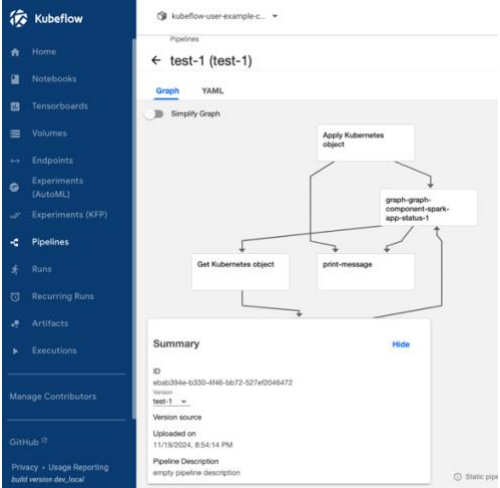 Kubeflow
kubeflow-user-example-c...
Home
Notebooks
Tensorboards
Volumes
Endpoints
Experiments
(AutoML)
Experiments (KFP)
Pipelines
Runs
Recurring Runs
Artifacts
Executions
Manage Contributors
GitHub
Privacy • Usage Reporting
build version dev_local
Pipelines
test-1 (test-1)
Graph
YAML
Simplify Graph
Apply Kubernetes
object
graph-graph-
component-spark-
app-status-1
Get Kubernetes object
print-message
Summary
Hide
ID
ebab394e-b330-4f46-bb72-527ef2046472
Version
test-1
Version source
Uploaded on
11/19/2024, 8:54:14 PM
Pipeline Description
empty pipeline description
Static pipe